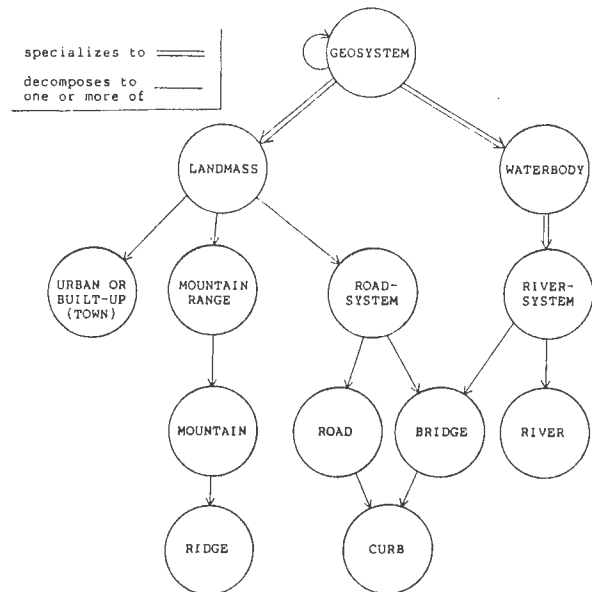 specializes to
decomposes to
one or more of
GEOSYSTEM
LANDMASS
WATERBODY
URBAN OR
BUILT-UP
(TOWN)
MOUNTAIN
RANGE
ROAD-
SYSTEM
RIVER-
SYSTEM
MOUNTAIN
ROAD
BRIDGE
RIVER
RIDGE
CURB